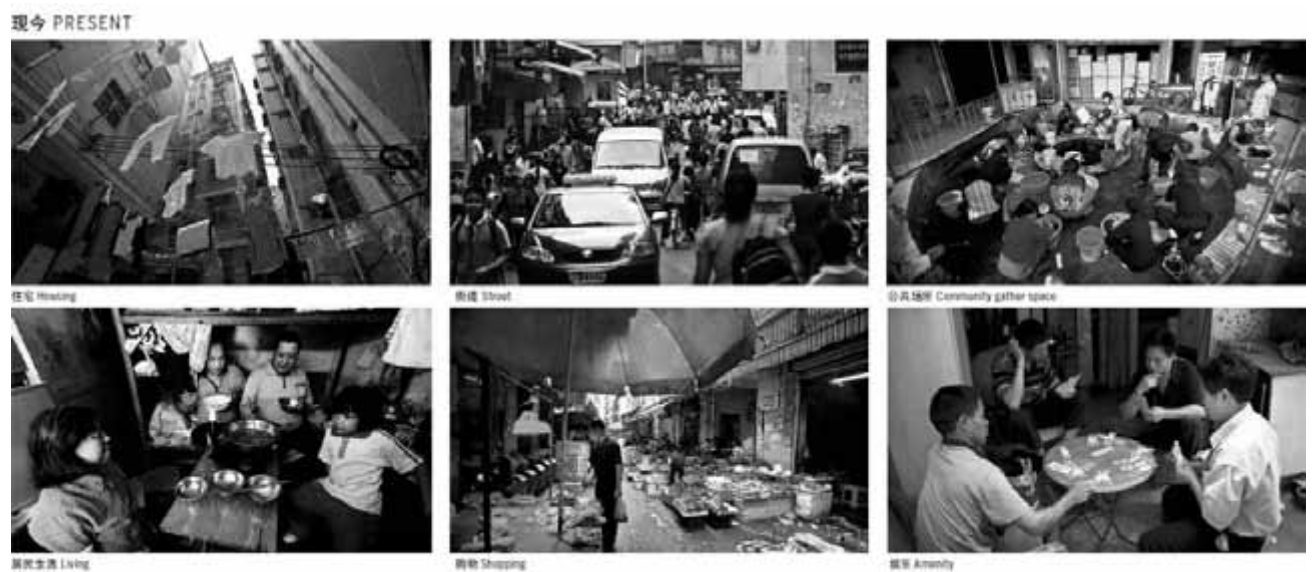 现今 PRESENT
住宅 Housing
街道 Street
公共场所 Community gather space
居民生活 Living
购物 Shopping
娱乐 Amenity